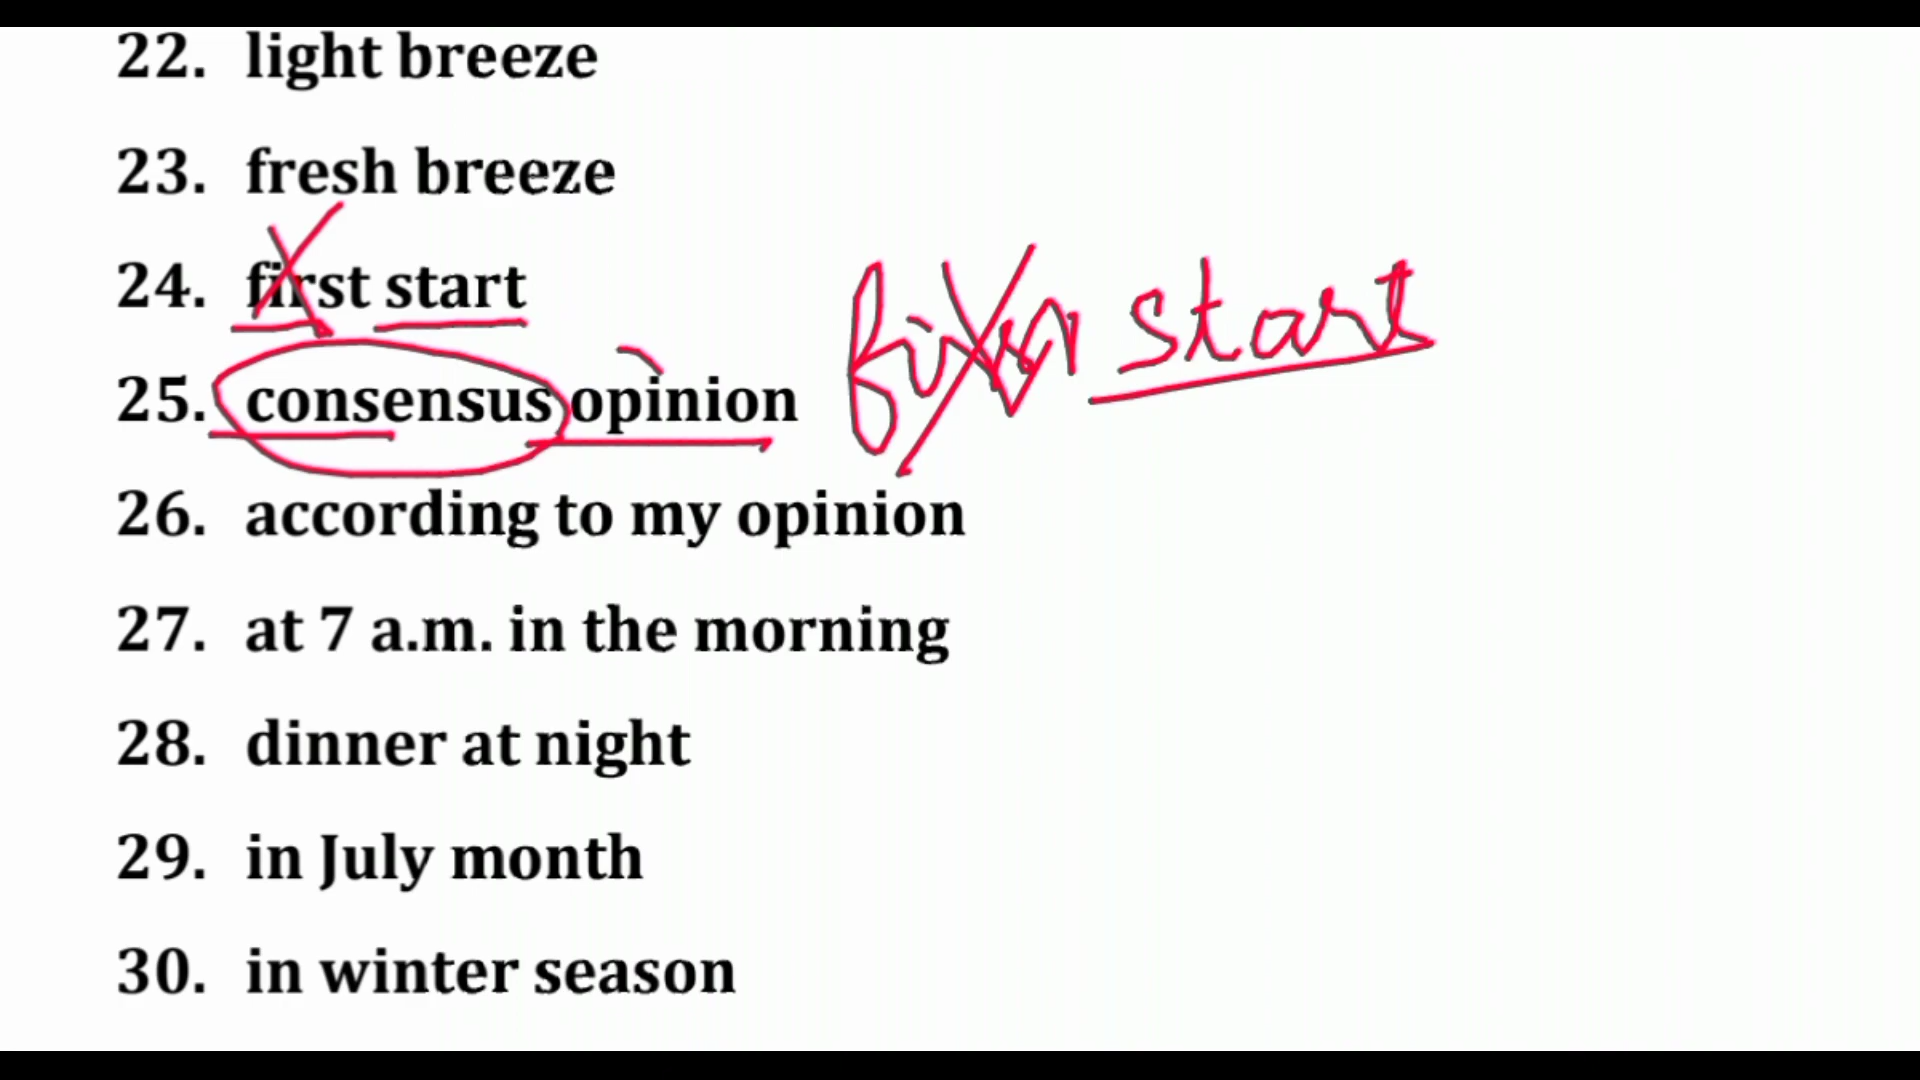 22. light breeze
23. fresh breeze
24. first start
first start
25. consensus opinion
26. according to my opinion
27. at 7 a.m. in the morning
28. dinner at night
29. in July month
30. in winter season